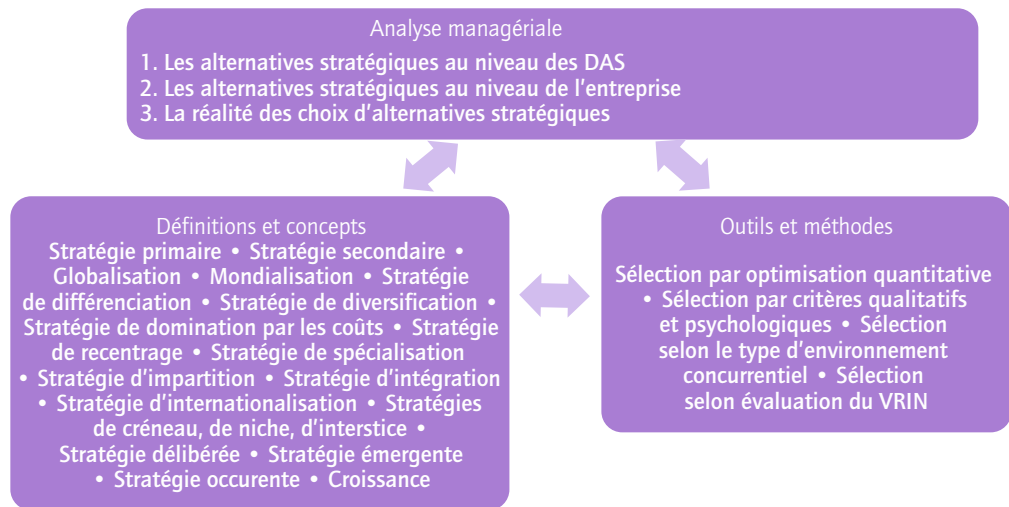 Analyse managériale
1. Les alternatives stratégiques au niveau des DAS
2. Les alternatives stratégiques au niveau de l’entreprise
3. La réalité des choix d’alternatives stratégiques
Définitions et concepts
Stratégie primaire • Stratégie secondaire •
Globalisation • Mondialisation • Stratégie
de différenciation • Stratégie de diversification •
Stratégie de domination par les coûts • Stratégie
de recentrage • Stratégie de spécialisation
• Stratégie d’impartition • Stratégie d’intégration
• Stratégie d’internationalisation • Stratégies
de créneau, de niche, d’interstice •
Stratégie délibérée • Stratégie émergente
• Stratégie occurente • Croissance
Outils et méthodes
Sélection par optimisation quantitative
• Sélection par critères qualitatifs
et psychologiques • Sélection
selon le type d’environnement
concurrentiel • Sélection
selon évaluation du VRIN